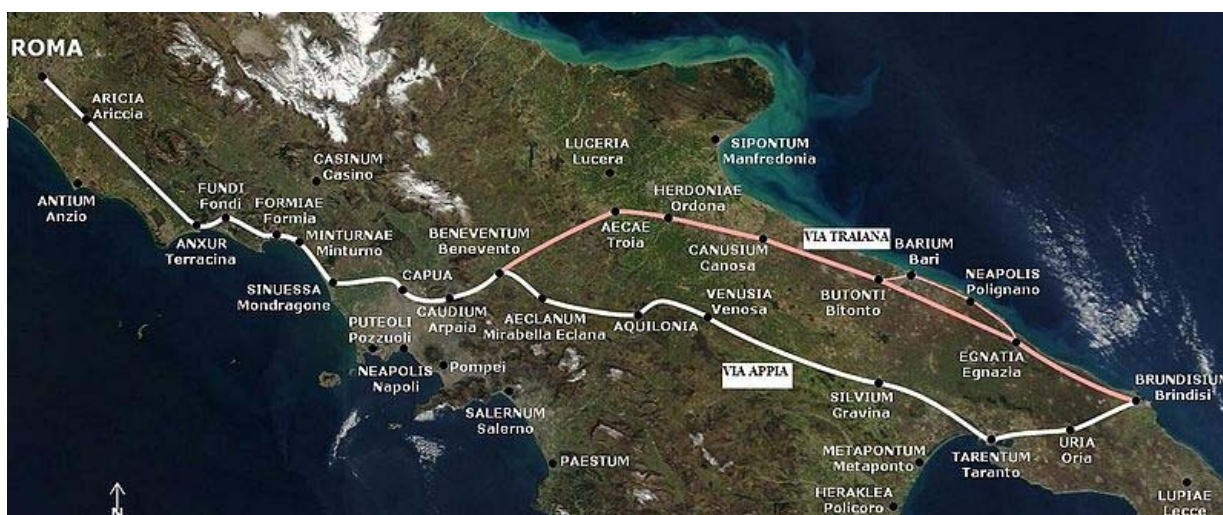 ROMA
ARICIA
Ariccia
ANTIUM
Anzio
CASINUM
Casino
FUNDI
Fondi
FORMIAE
Formia
ANXUR
Terracina
MINTURNAE
Minturno
SINUESSA
Mondragone
CAPUA
CAUDIUM
Arpaia
BENEVENTUM
Benevento
PUTEOLI
Pozzuoli
NEAPOLIS
Napoli
Pompei
SALERNUM
Salerno
PAESTUM
AECLANUM
Mirabella Eclana
AQUILONIA
LUCERIA
Lucera
SIPONTUM
Manfredonia
AECAE
Troia
HERDONIAE
Ordona
CANUSIUM
Canosa
VENUSIA
Venosa
VIA TRAIANA
BARIUM
Bari
BUTONTI
Bitonto
NEAPOLIS
Polignano
EGNATIA
Egnazia
VIA APPIA
SILVIUM
Gravina
BRUNDISIUM
Brindisi
METAPONTUM
Metaponto
TARENTUM
Taranto
URIA
Oria
HERAKLEA
Policoro
LUPIAE
Lecce
N